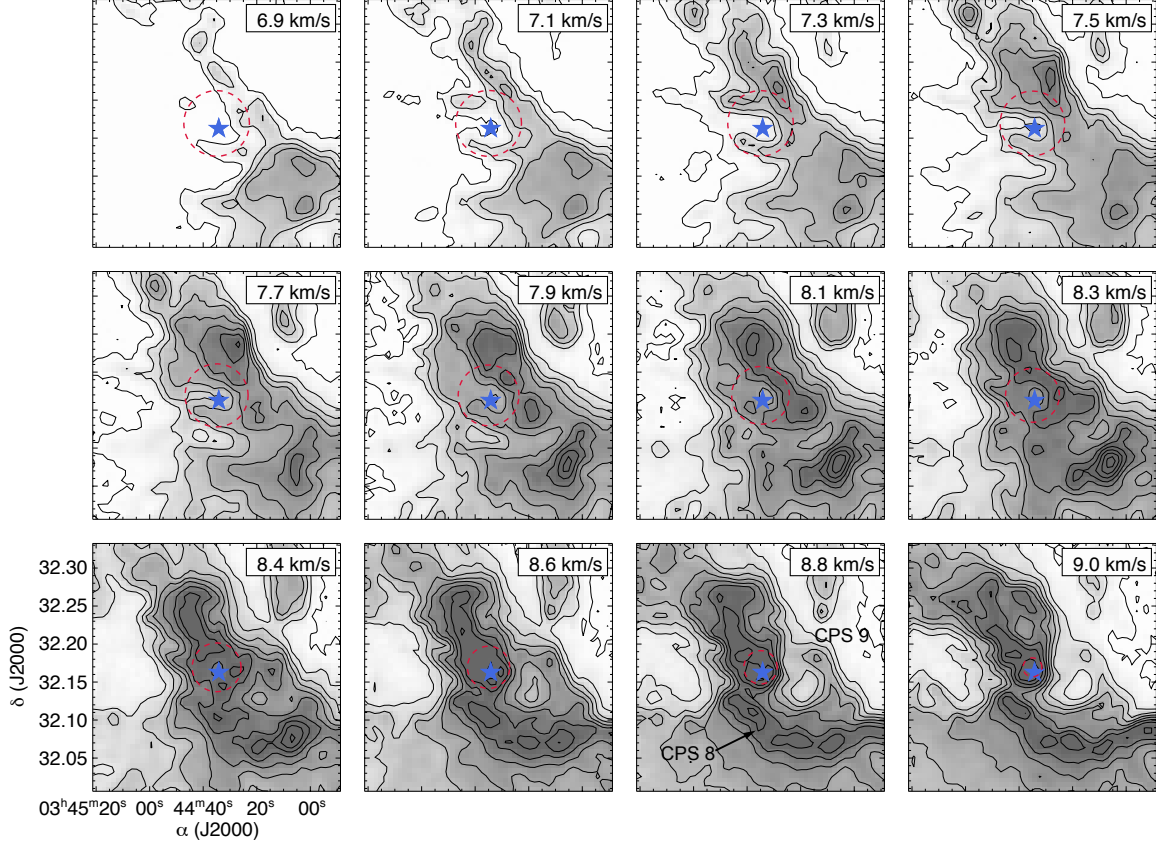 6.9 km/s
7.1 km/s
7.3 km/s
7.5 km/s
7.7 km/s
7.9 km/s
8.1 km/s
8.3 km/s
8.4 km/s
8.6 km/s
8.8 km/s
9.0 km/s
32.30
32.25
32.20
32.15
32.10
32.05
δ (J2000)
CPS 9
CPS 8
03ʰ45ᵐ20ˢ 00ˢ 44ᵐ40ˢ 20ˢ 00ˢ
α (J2000)